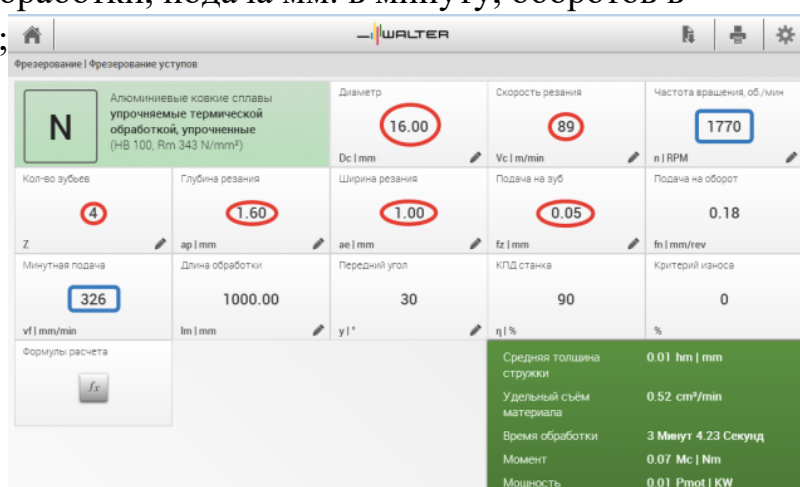 обработки, подача мм. в минуту, оборотов в
;
WALTER
Фрезерование | Фрезерование уступов
N
Алюминиевые ковкие сплавы
упрочняемые термической
обработкой, упрочненные
(HB 100, Rm 343 N/mm²)
Диаметр
16.00
Dc | mm
Скорость резания
89
Vc | m/min
Частота вращения, об./мин
1770
n | RPM
Кол-во зубьев
4
Z
Глубина резания
1.60
ap | mm
Ширина резания
1.00
ae | mm
Подача на зуб
0.05
fz | mm
Подача на оборот
0.18
fn | mm/rev
Минутная подача
326
vf | mm/min
Длина обработки
1000.00
lm | mm
Передний угол
30
γ | °
КПД станка
90
η | %
Критерий износа
0
%
Формулы расчета
fx
Средняя толшина
стружки
0.01 hm | mm
Удельный съём
материала
0.52 cm³/min
Время обработки
3 Минут 4.23 Секунд
Момент
0.07 Mc | Nm
Мощность
0.01 Pmot | KW